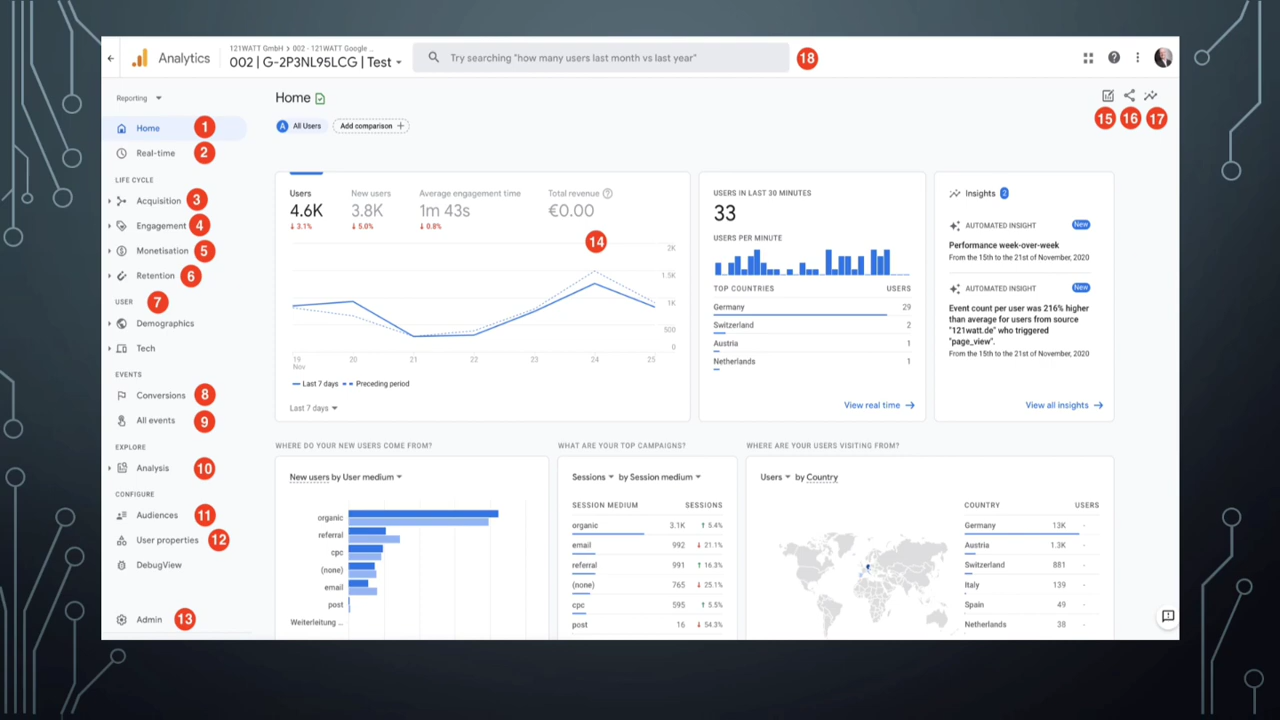 Analytics
121WATT GmbH > 002 - 121WATT Google ...
002 | G-2P3NL95LCG | Test
Try searching "how many users last month vs last year"
18
Reporting
Home 1
Real-time 2
LIFE CYCLE
Acquisition 3
Engagement 4
Monetisation 5
Retention 6
USER 7
Demographics
Tech
EVENTS
Conversions 8
All events 9
EXPLORE
Analysis 10
CONFIGURE
Audiences 11
User properties 12
DebugView
Admin 13
Home
15 16 17
A All Users
Add comparison +
Users
4.6K
↓ 3.1%
New users
3.8K
↓ 5.0%
Average engagement time
1m 43s
↓ 0.8%
Total revenue
€0.00
14
2K
1.5K
1K
500
0
19 20 21 22 23 24 25
Nov
Last 7 days Preceding period
Last 7 days
USERS IN LAST 30 MINUTES
33
USERS PER MINUTE
TOP COUNTRIES USERS
Germany 29
Switzerland 2
Austria 1
Netherlands 1
View real time →
Insights 2
AUTOMATED INSIGHT New
Performance week-over-week
From the 15th to the 21st of November, 2020
AUTOMATED INSIGHT New
Event count per user was 216% higher
than average for users from source
"121watt.de" who triggered
"page_view".
From the 15th to the 21st of November, 2020
View all insights →
WHERE DO YOUR NEW USERS COME FROM?
New users by User medium
organic
referral
cpc
(none)
email
post
Weiterleitung ...
WHAT ARE YOUR TOP CAMPAIGNS?
Sessions by Session medium
SESSION MEDIUM SESSIONS
organic 3.1K ↑ 5.4%
email 992 ↓ 21.1%
referral 991 ↑ 16.3%
(none) 765 ↓ 25.1%
cpc 595 ↑ 5.5%
post 16 ↓ 54.3%
WHERE ARE YOUR USERS VISITING FROM?
Users by Country
COUNTRY USERS
Germany 13K -
Austria 1.3K -
Switzerland 881 -
Italy 139 -
Spain 49 -
Netherlands 38 -